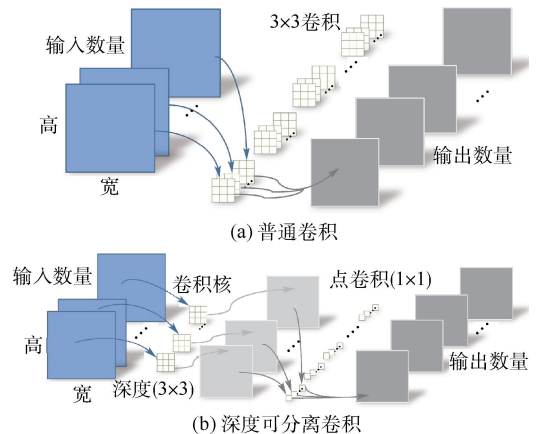 3×3卷积
输入数量
高
宽
输出数量
(a) 普通卷积
输入数量
卷积核
点卷积(1×1)
高
输出数量
深度(3×3)
宽
(b) 深度可分离卷积